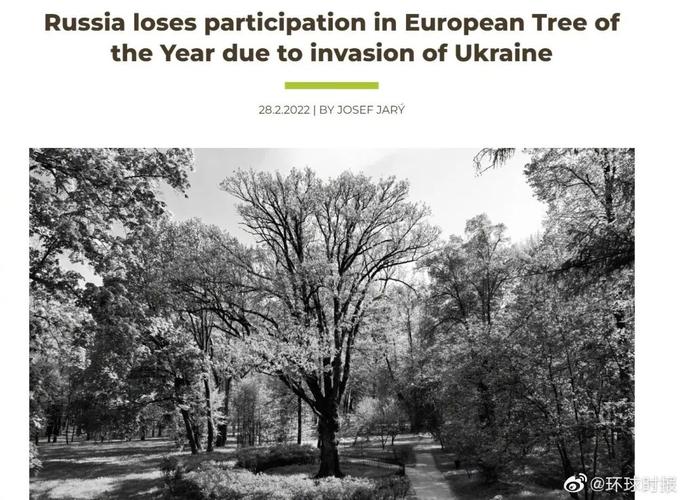 Russia loses participation in European Tree of
the Year due to invasion of Ukraine
28.2.2022 | BY JOSEF JARÝ
@环球时报